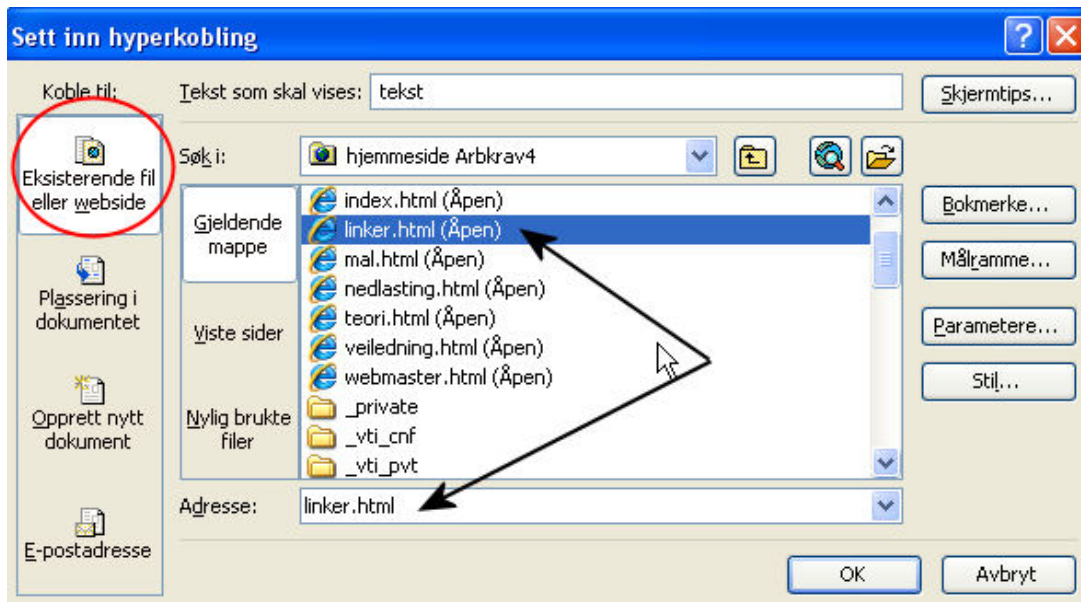 Sett inn hyperkobling
Koble til:
Tekst som skal vises: tekst
Skjermtips...
Eksisterende fil
eller webside
Søk i: hjemmeside Arbkrav4
Gjeldende
mappe
index.html (Åpen)
linker.html (Åpen)
mal.html (Åpen)
nedlasting.html (Åpen)
teori.html (Åpen)
veiledning.html (Åpen)
webmaster.html (Åpen)
_private
_vti_cnf
_vti_pvt
Bokmerke...
Målramme...
Parametere...
Stil...
Plassering i
dokumentet
Viste sider
Opprett nytt
dokument
Nylig brukte
filer
E-postadresse
Adresse: linker.html
OK
Avbryt